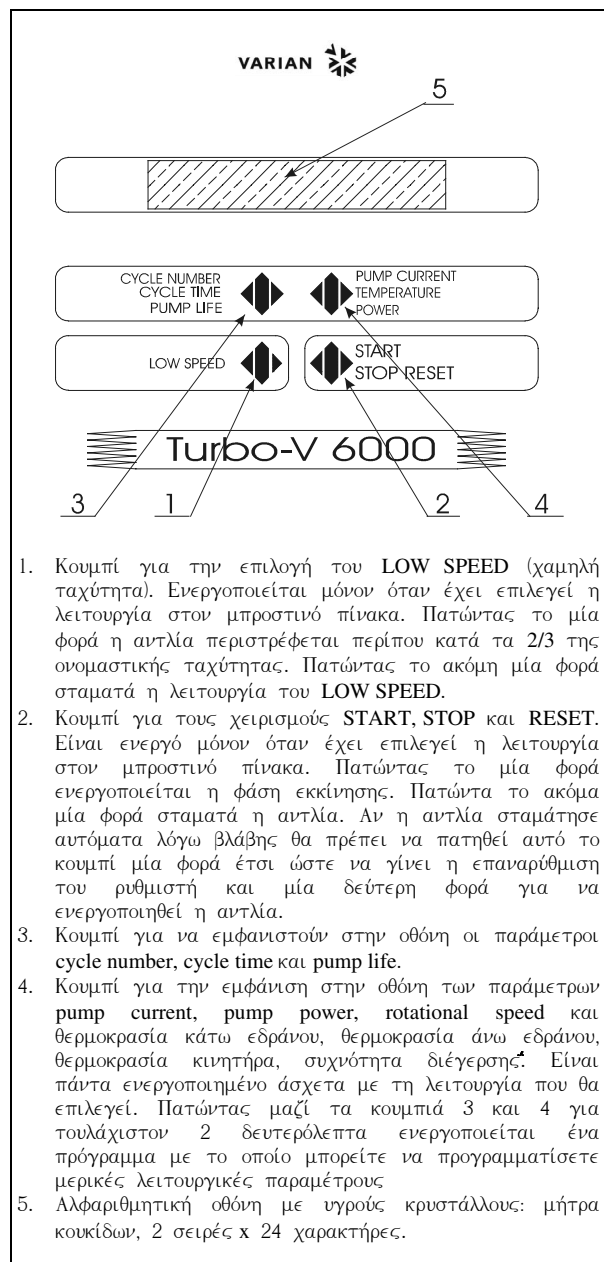 VARIAN
5
CYCLE NUMBER
CYCLE TIME
PUMP LIFE
PUMP CURRENT
TEMPERATURE
POWER
LOW SPEED
START
STOP RESET
Turbo-V 6000
3 1 2 4
1. Κουμπί για την επιλογή του LOW SPEED (χαμηλή
ταχύτητα). Ενεργοποιείται μόνον όταν έχει επιλεγεί η
λειτουργία στον μπροστινό πίνακα. Πατώντας το μία
φορά η αντλία περιστρέφεται περίπου κατά τα 2/3 της
ονομαστικής ταχύτητας. Πατώντας το ακόμη μία φορά
σταματά η λειτουργία του LOW SPEED.
2. Κουμπί για τους χειρισμούς START, STOP και RESET.
Είναι ενεργό μόνον όταν έχει επιλεγεί η λειτουργία
στον μπροστινό πίνακα. Πατώντας το μία φορά
ενεργοποιείται η φάση εκκίνησης. Πατώντα το ακόμα
μία φορά σταματά η αντλία. Αν η αντλία σταμάτησε
αυτόματα λόγω βλάβης θα πρέπει να πατηθεί αυτό το
κουμπί μία φορά έτσι ώστε να γίνει η επαναρύθμιση
του ρυθμιστή και μία δεύτερη φορά για να
ενεργοποιηθεί η αντλία.
3. Κουμπί για να εμφανιστούν στην οθόνη οι παράμετροι
cycle number, cycle time και pump life.
4. Κουμπί για την εμφάνιση στην οθόνη των παράμετρων
pump current, pump power, rotational speed και
θερμοκρασία κάτω εδράνου, θερμοκρασία άνω εδράνου,
θερμοκρασία κινητήρα, συχνότητα διέγερσης. Είναι
πάντα ενεργοποιημένο άσχετα με τη λειτουργία που θα
επιλεγεί. Πατώντας μαζί τα κουμπιά 3 και 4 για
τουλάχιστον 2 δευτερόλεπτα ενεργοποιείται ένα
πρόγραμμα με το οποίο μπορείτε να προγραμματίσετε
μερικές λειτουργικές παραμέτρους
5. Αλφαριθμητική οθόνη με υγρούς κρυστάλλους: μήτρα
κουκίδων, 2 σειρές x 24 χαρακτήρες.